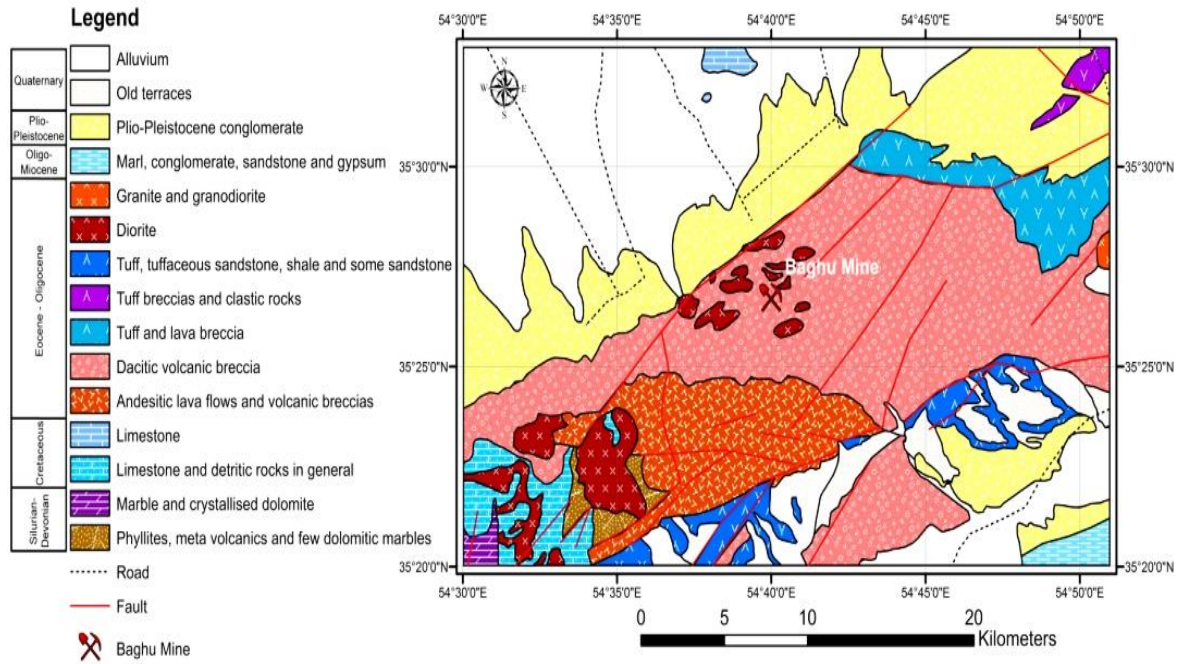 Legend
Quaternary
Alluvium
Old terraces
Plio-
Pleistocene
Plio-Pleistocene conglomerate
Oligo-
Miocene
Marl, conglomerate, sandstone and gypsum
Eocene - Oligocene
Granite and granodiorite
Diorite
Tuff, tuffaceous sandstone, shale and some sandstone
Tuff breccias and clastic rocks
Tuff and lava breccia
Dacitic volcanic breccia
Andesitic lava flows and volcanic breccias
Cretaceous
Limestone
Limestone and detritic rocks in general
Silurian-
Devonian
Marble and crystallised dolomite
Phyllites, meta volcanics and few dolomitic marbles
Road
Fault
Baghu Mine
54°30'0"E 54°35'0"E 54°40'0"E 54°45'0"E 54°50'0"E
N
W E
S
35°30'0"N 35°30'0"N
Baghu Mine
35°25'0"N 35°25'0"N
35°20'0"N 35°20'0"N
54°30'0"E 54°35'0"E 54°40'0"E 54°45'0"E 54°50'0"E
0 5 10 20
Kilometers